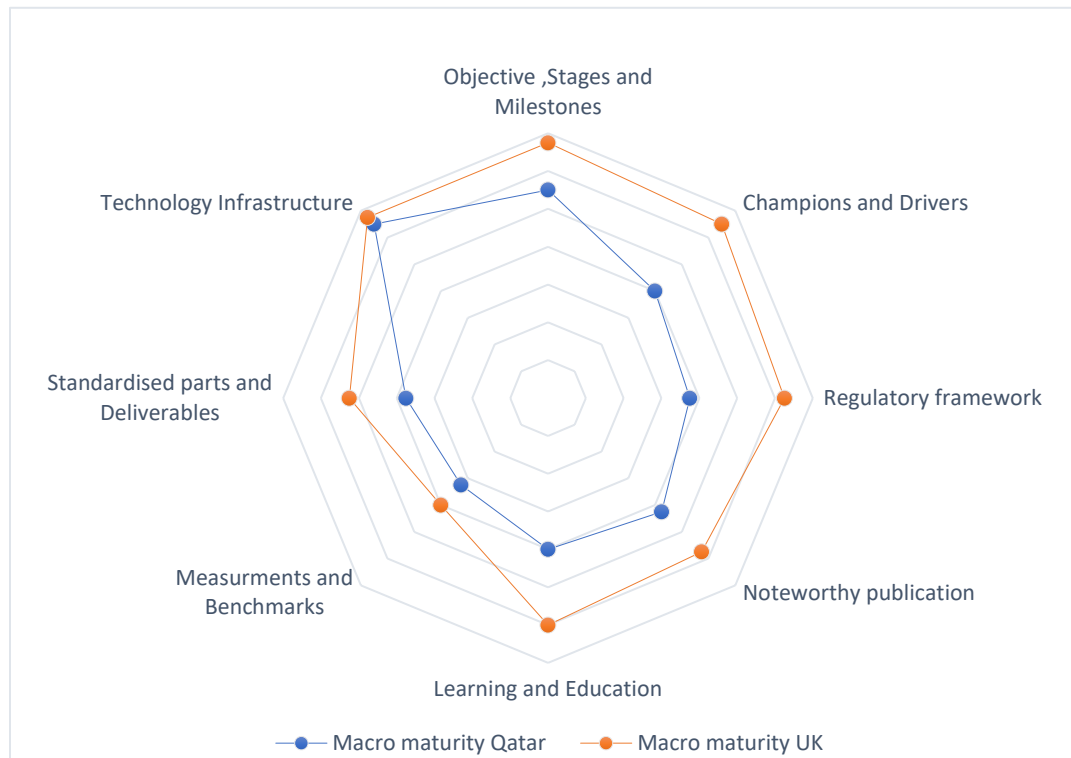 Objective ,Stages and
Milestones
Technology Infrastructure
Champions and Drivers
Standardised parts and
Deliverables
Regulatory framework
Measurments and
Benchmarks
Noteworthy publication
Learning and Education
Macro maturity Qatar
Macro maturity UK